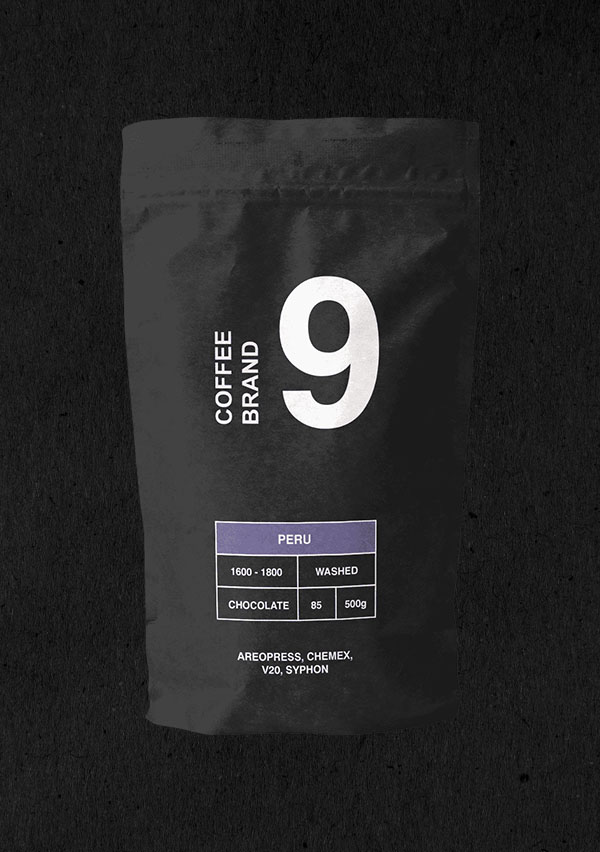 COFFEE
BRAND
9
PERU
1600 - 1800 WASHED
CHOCOLATE 85 500g
AREOPRESS, CHEMEX,
V20, SYPHON